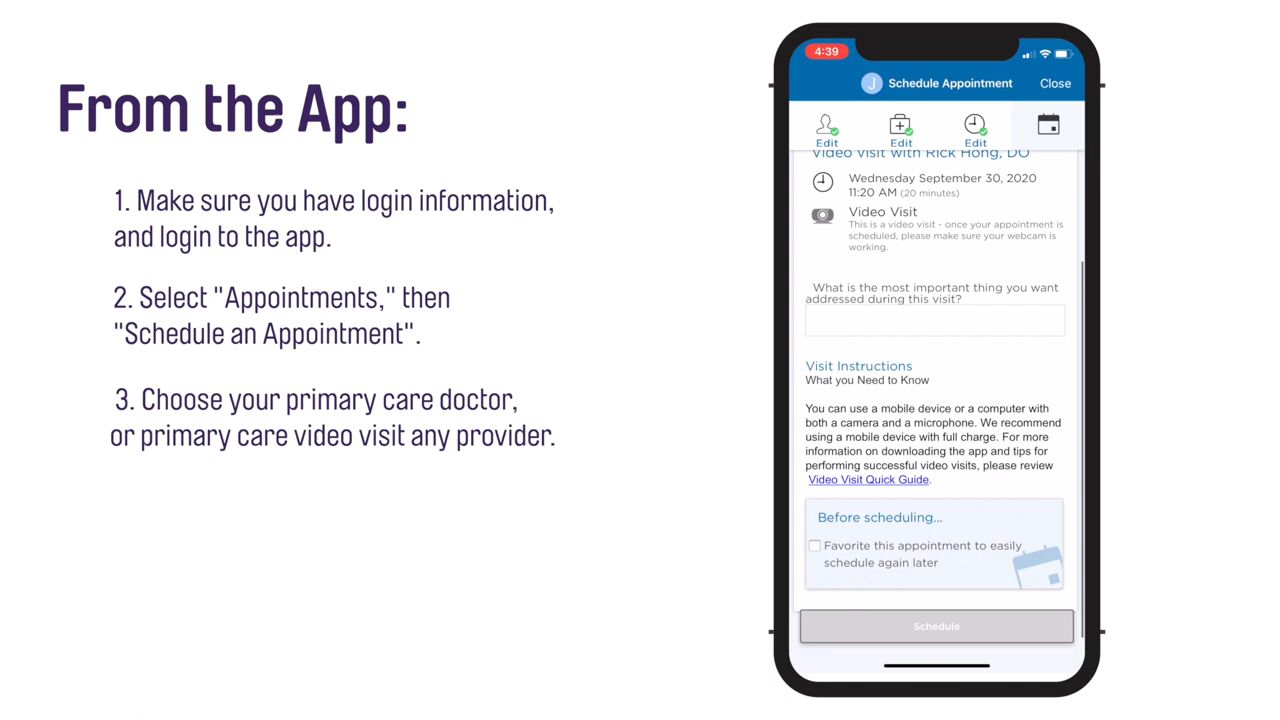 From the App:
1. Make sure you have login information,
and login to the app.
2. Select "Appointments," then
"Schedule an Appointment".
3. Choose your primary care doctor,
or primary care video visit any provider.
4:39
J Schedule Appointment Close
Edit Edit Edit
Video visit with Rick Hong, DO
Wednesday September 30, 2020
11:20 AM (20 minutes)
Video Visit
This is a video visit - once your appointment is
scheduled, please make sure your webcam is
working.
What is the most important thing you want
addressed during this visit?
Visit Instructions
What you Need to Know
You can use a mobile device or a computer with
both a camera and a microphone. We recommend
using a mobile device with full charge. For more
information on downloading the app and tips for
performing successful video visits, please review
Video Visit Quick Guide.
Before scheduling...
Favorite this appointment to easily
schedule again later
Schedule